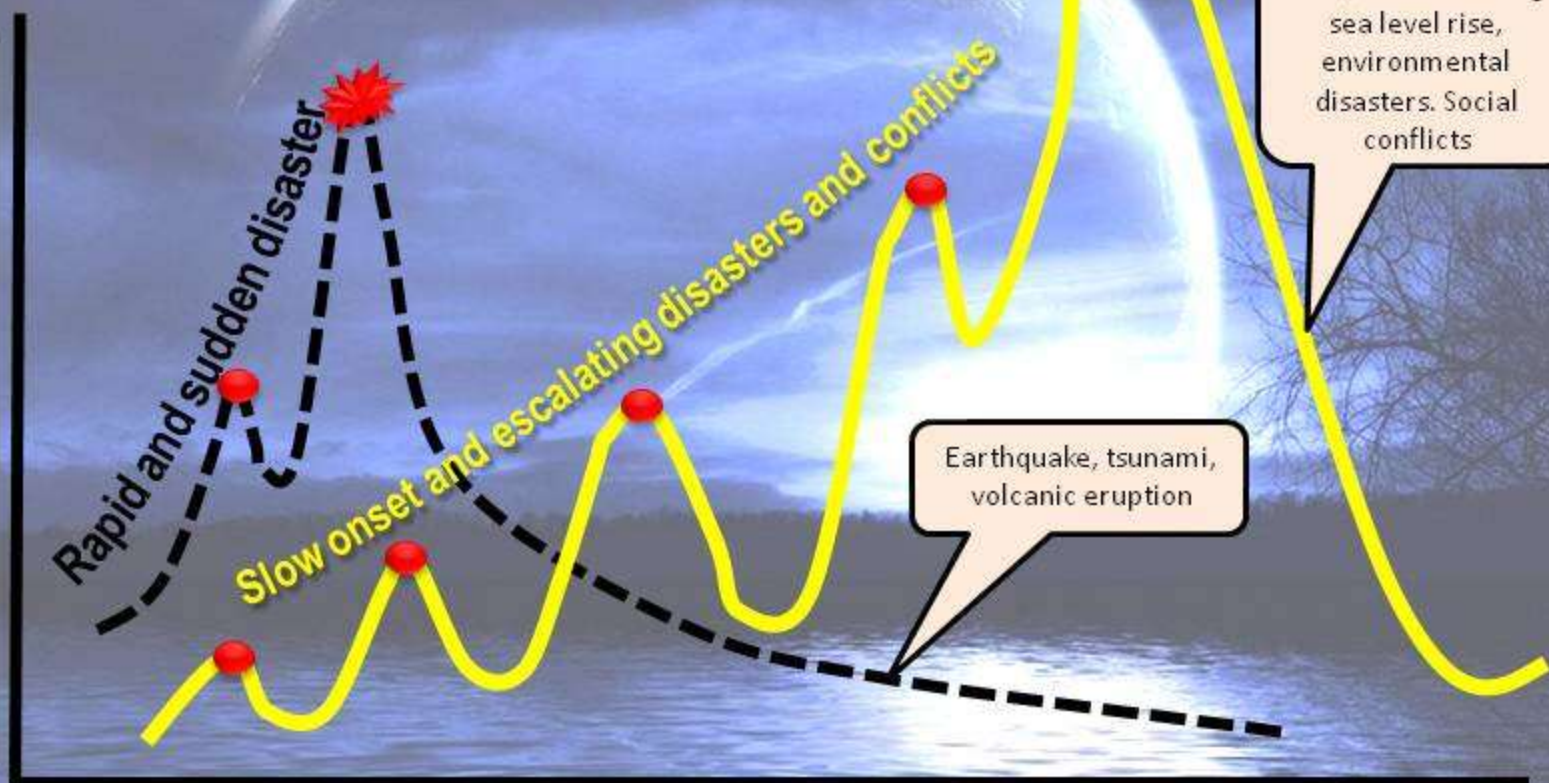 Rapid and sudden disaster
Slow onset and escalating disasters and conflicts
sea level rise,
environmental
disasters. Social
conflicts
Earthquake, tsunami,
volcanic eruption